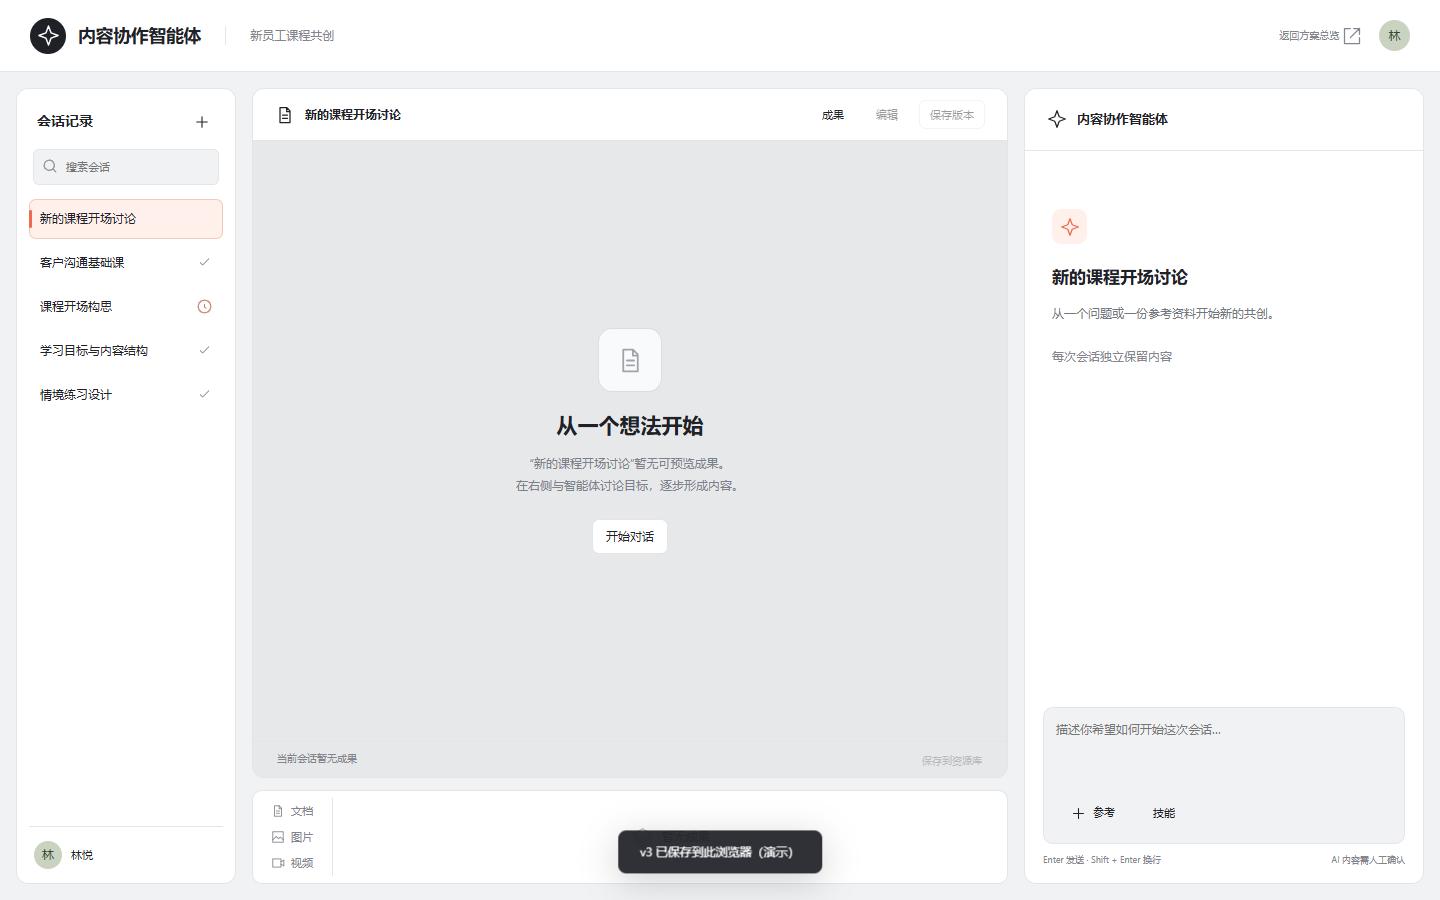 内容协作智能体
新员工课程共创
返回方案总览
林
会话记录
搜索会话
新的课程开场讨论
客户沟通基础课
课程开场构思
学习目标与内容结构
情境练习设计
林 林悦
新的课程开场讨论
成果 编辑 保存版本
从一个想法开始
“新的课程开场讨论”暂无可预览成果。
在右侧与智能体讨论目标，逐步形成内容。
开始对话
当前会话暂无成果
保存到资源库
文档
图片
视频
v3 已保存到此浏览器（演示）
内容协作智能体
新的课程开场讨论
从一个问题或一份参考资料开始新的共创。
每次会话独立保留内容
描述你希望如何开始这次会话...
参考 技能
Enter 发送 · Shift + Enter 换行
AI 内容需人工确认